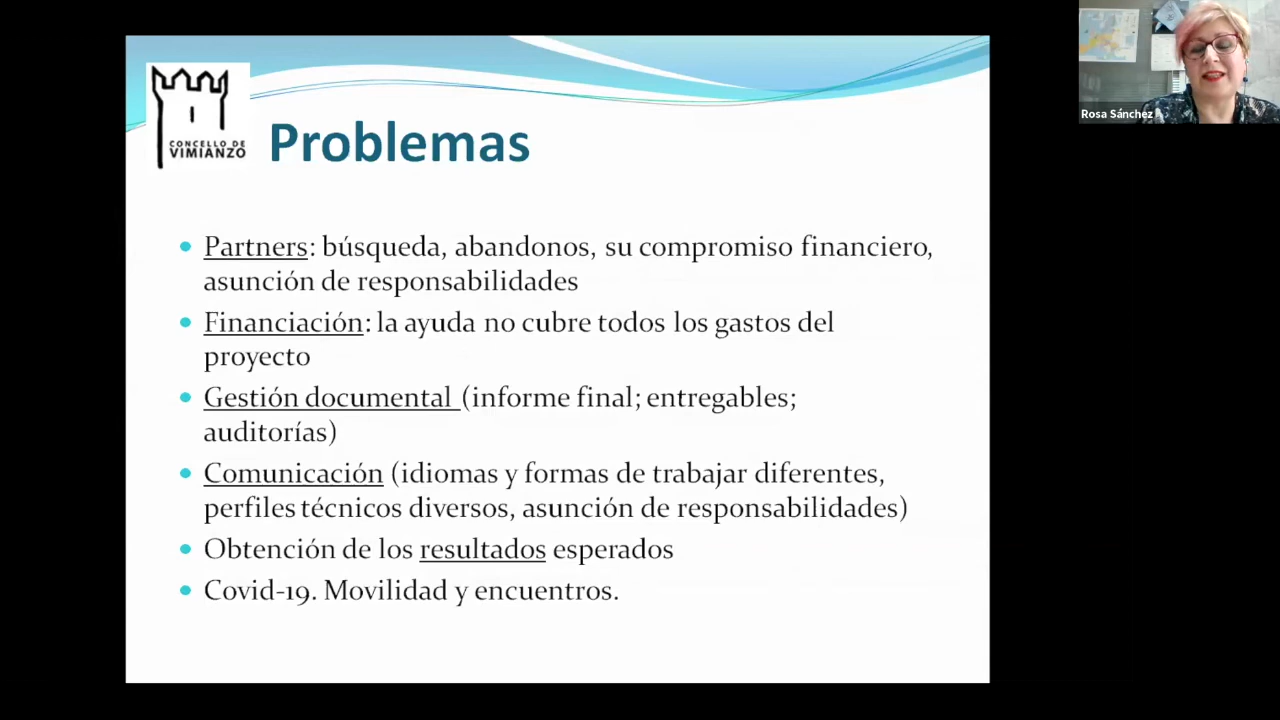 CONCELLO DE
VIMIANZO
Problemas
Partners: búsqueda, abandonos, su compromiso financiero,
asunción de responsabilidades
Financiación: la ayuda no cubre todos los gastos del
proyecto
Gestión documental (informe final; entregables;
auditorías)
Comunicación (idiomas y formas de trabajar diferentes,
perfiles técnicos diversos, asunción de responsabilidades)
Obtención de los resultados esperados
Covid-19. Movilidad y encuentros.
Rosa Sánchez